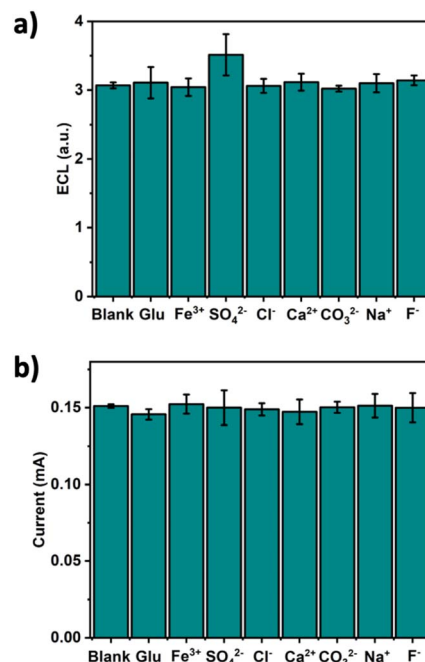 a)
4
3
2
1
0
ECL (a.u.)
Blank Glu Fe³⁺ SO₄²⁻ Cl⁻ Ca²⁺ CO₃²⁻ Na⁺ F⁻
b)
0.15
0.10
0.05
0.00
Current (mA)
Blank Glu Fe³⁺ SO₄²⁻ Cl⁻ Ca²⁺ CO₃²⁻ Na⁺ F⁻